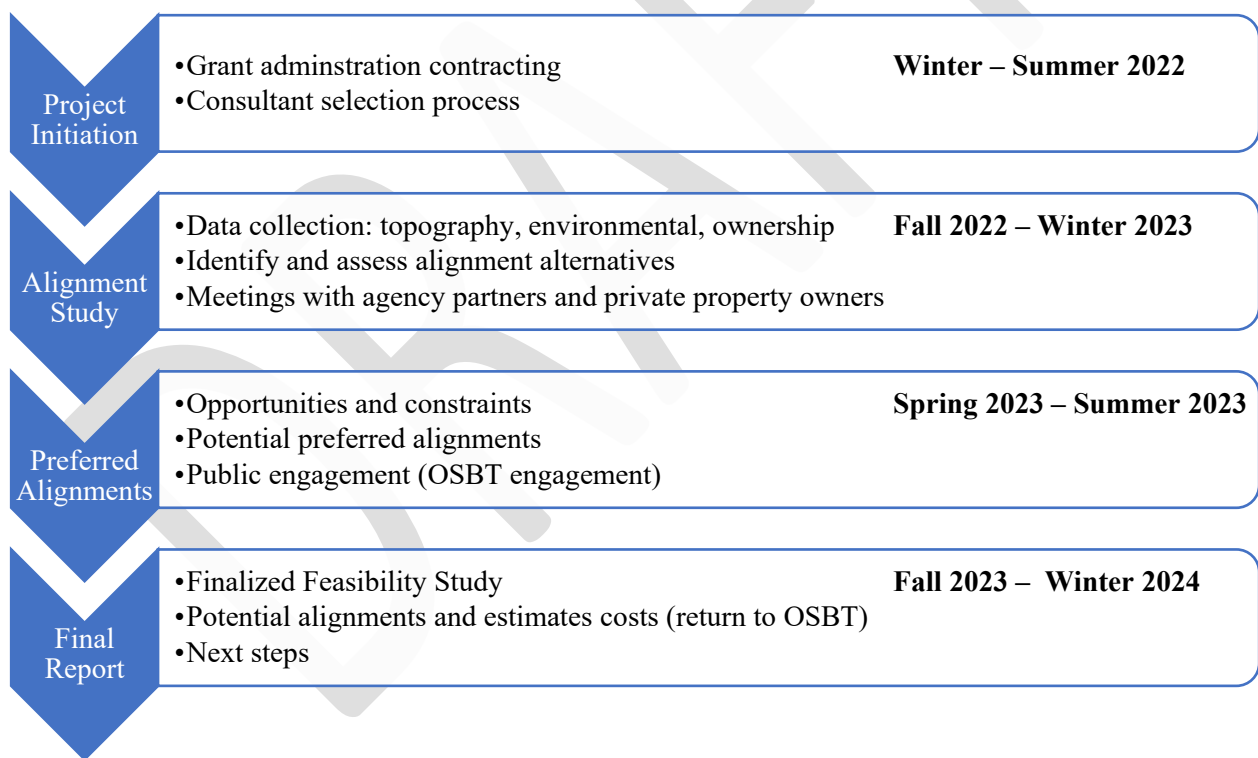 Project
Initiation
•Grant adminstration contracting
•Consultant selection process
Winter – Summer 2022
Alignment
Study
•Data collection: topography, environmental, ownership
•Identify and assess alignment alternatives
•Meetings with agency partners and private property owners
Fall 2022 – Winter 2023
Preferred
Alignments
•Opportunities and constraints
•Potential preferred alignments
•Public engagement (OSBT engagement)
Spring 2023 – Summer 2023
Final
Report
•Finalized Feasibility Study
•Potential alignments and estimates costs (return to OSBT)
•Next steps
Fall 2023 – Winter 2024
DRAFT